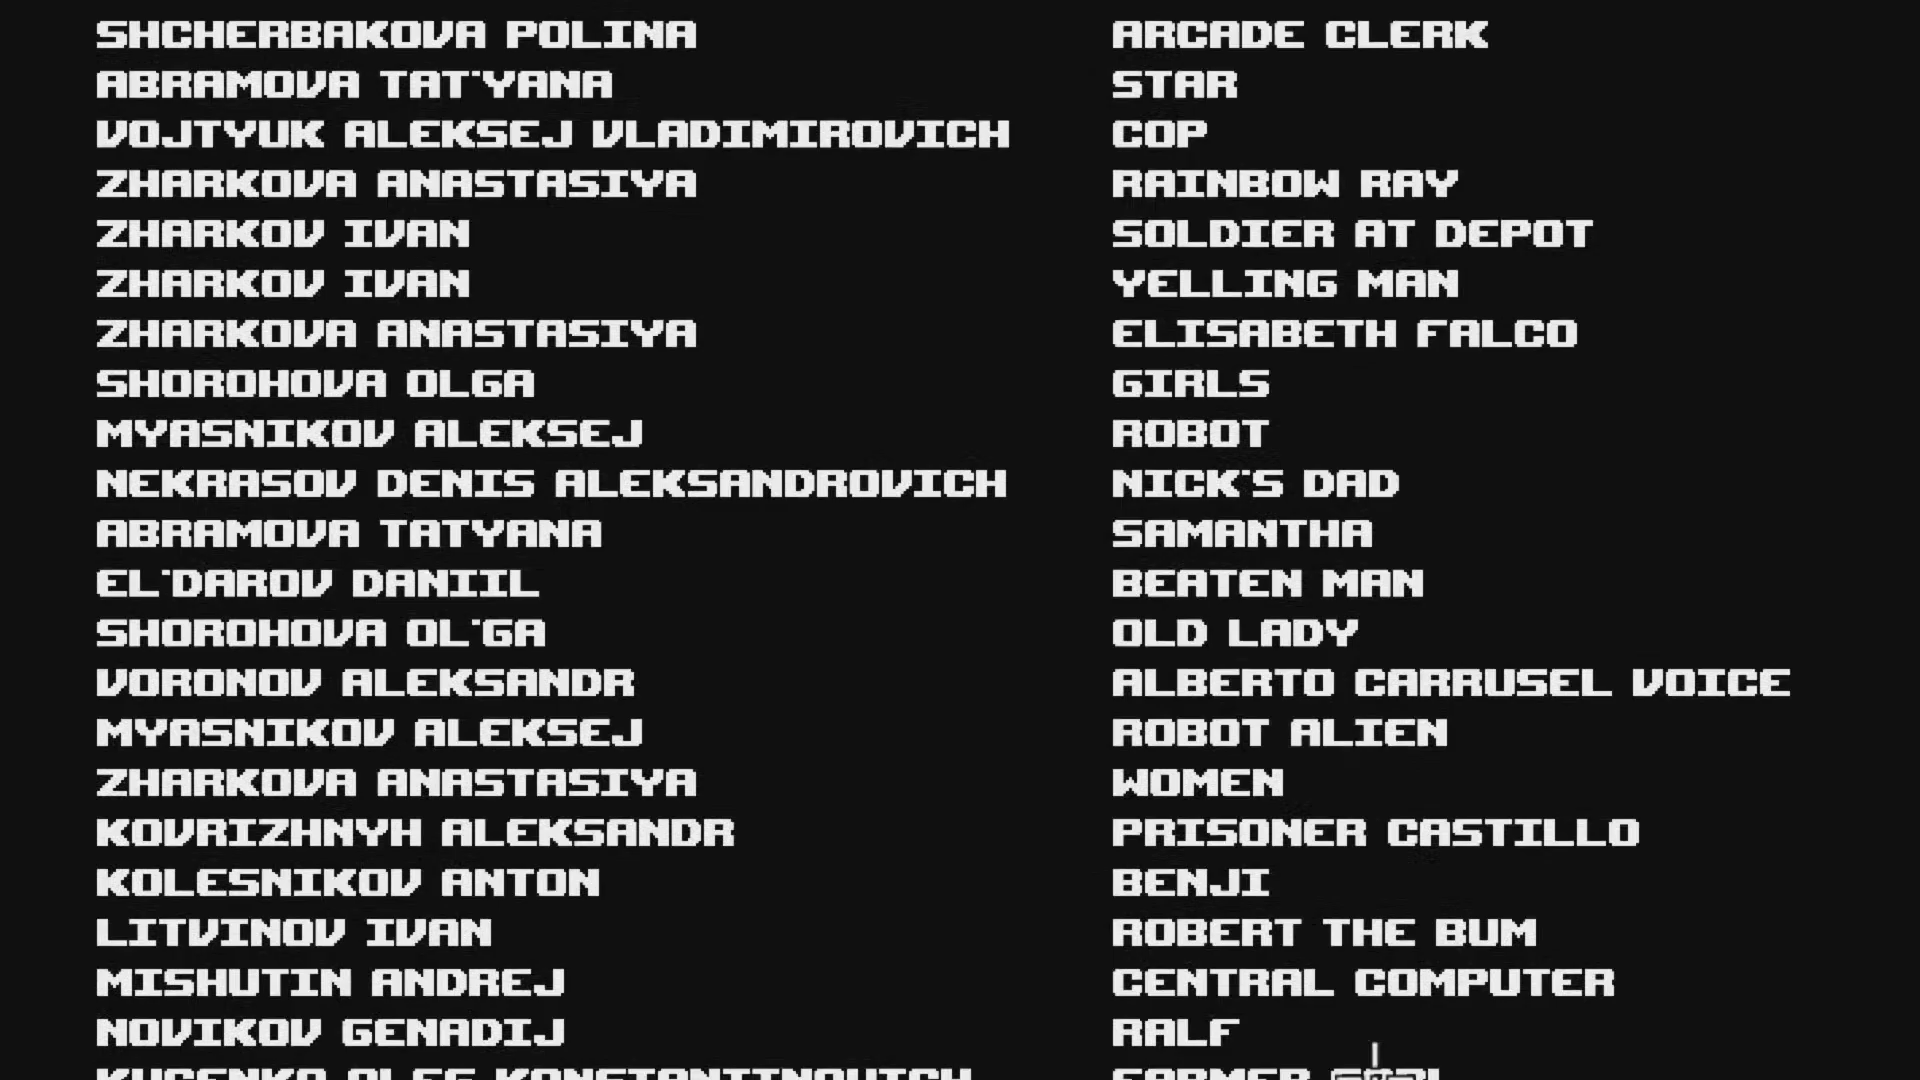 SHCHERBAKOVA POLINA ARCADE CLERK
ABRAMOVA TAT'YANA STAR
VOJTYUK ALEKSEJ VLADIMIROVICH COP
ZHARKOVA ANASTASIYA RAINBOW RAY
ZHARKOV IVAN SOLDIER AT DEPOT
ZHARKOV IVAN YELLING MAN
ZHARKOVA ANASTASIYA ELISABETH FALCO
SHOROHOVA OLGA GIRLS
MYASNIKOV ALEKSEJ ROBOT
NEKRASOV DENIS ALEKSANDROVICH NICK'S DAD
ABRAMOVA TATYANA SAMANTHA
EL'DAROV DANIIL BEATEN MAN
SHOROHOVA OL'GA OLD LADY
VORONOV ALEKSANDR ALBERTO CARRUSEL VOICE
MYASNIKOV ALEKSEJ ROBOT ALIEN
ZHARKOVA ANASTASIYA WOMEN
KOVRIZHNYH ALEKSANDR PRISONER CASTILLO
KOLESNIKOV ANTON BENJI
LITVINOV IVAN ROBERT THE BUM
MISHUTIN ANDREJ CENTRAL COMPUTER
NOVIKOV GENADIJ RALF
KONSTANTINOVICH FARMER